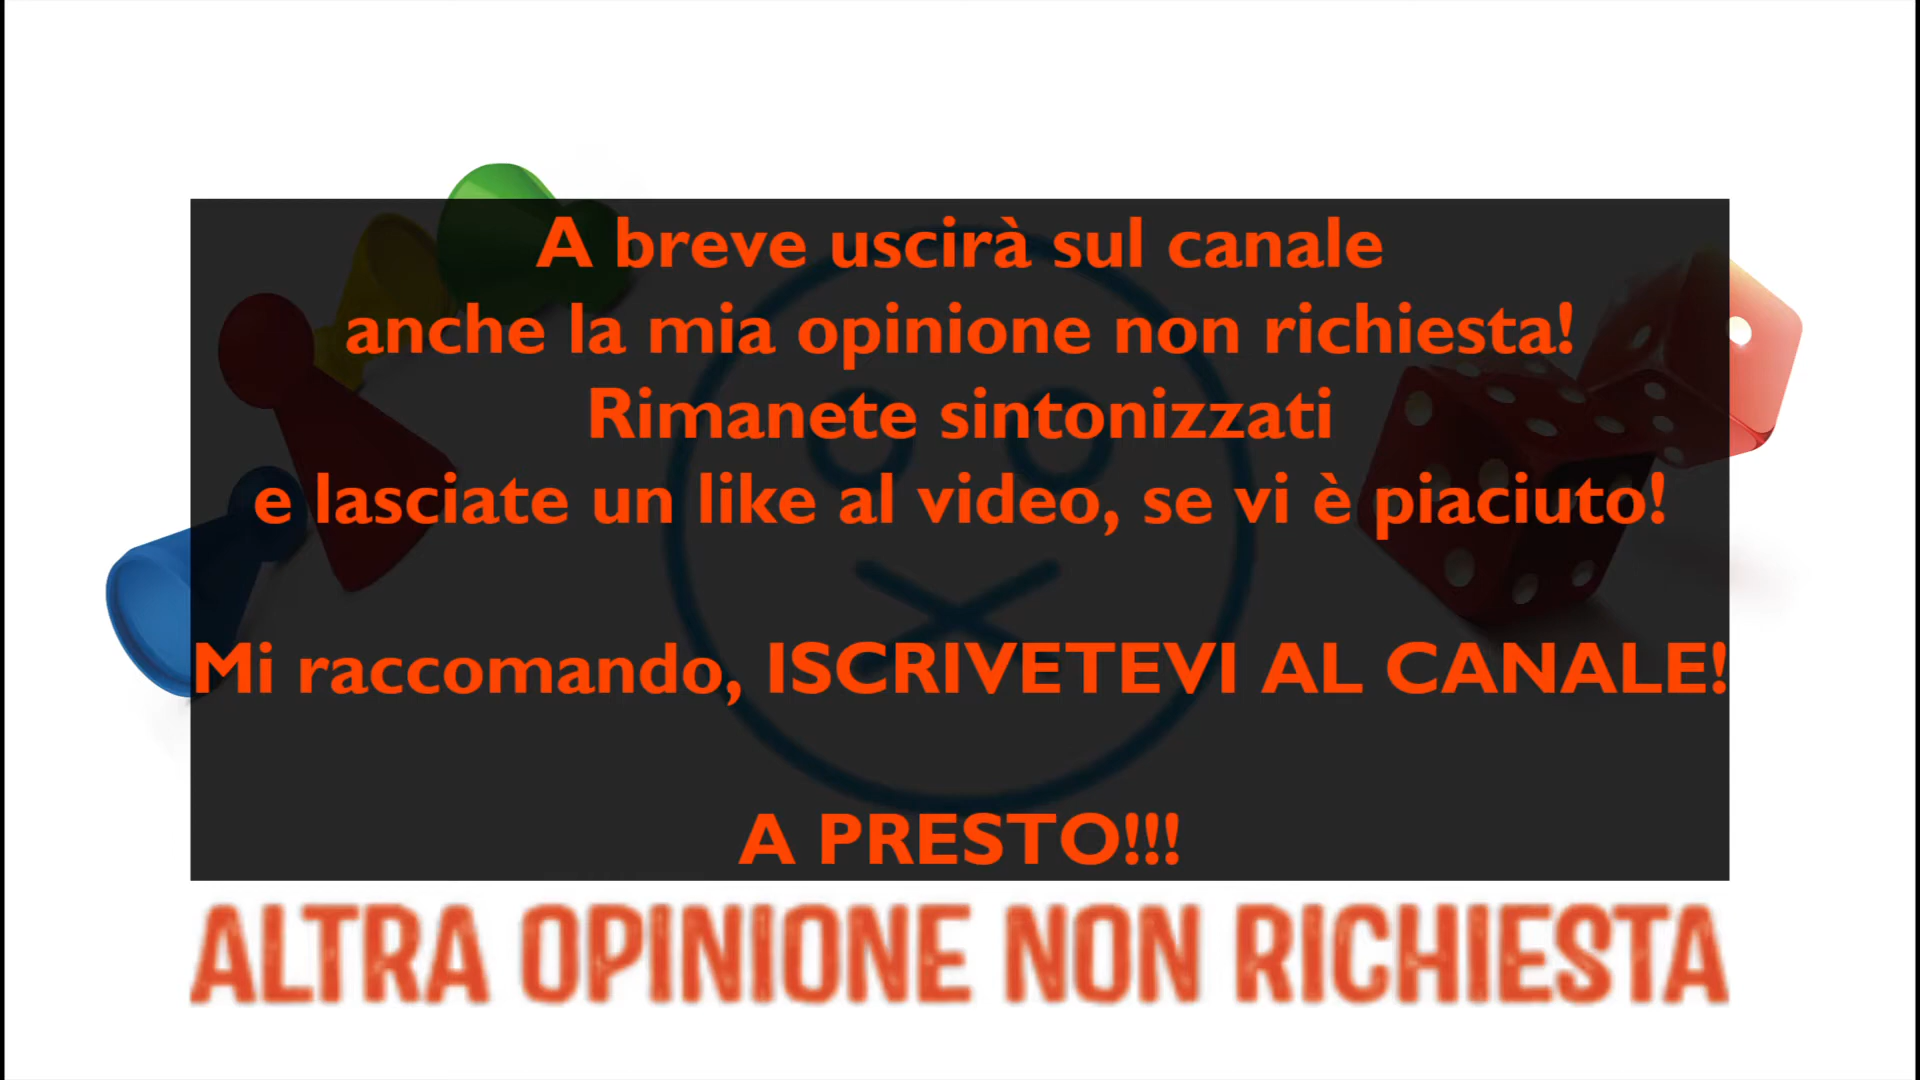 A breve uscirà sul canale
anche la mia opinione non richiesta!
Rimanete sintonizzati
e lasciate un like al video, se vi è piaciuto!
Mi raccomando, ISCRIVETEVI AL CANALE!
A PRESTO!!!
ALTRA OPINIONE NON RICHIESTA